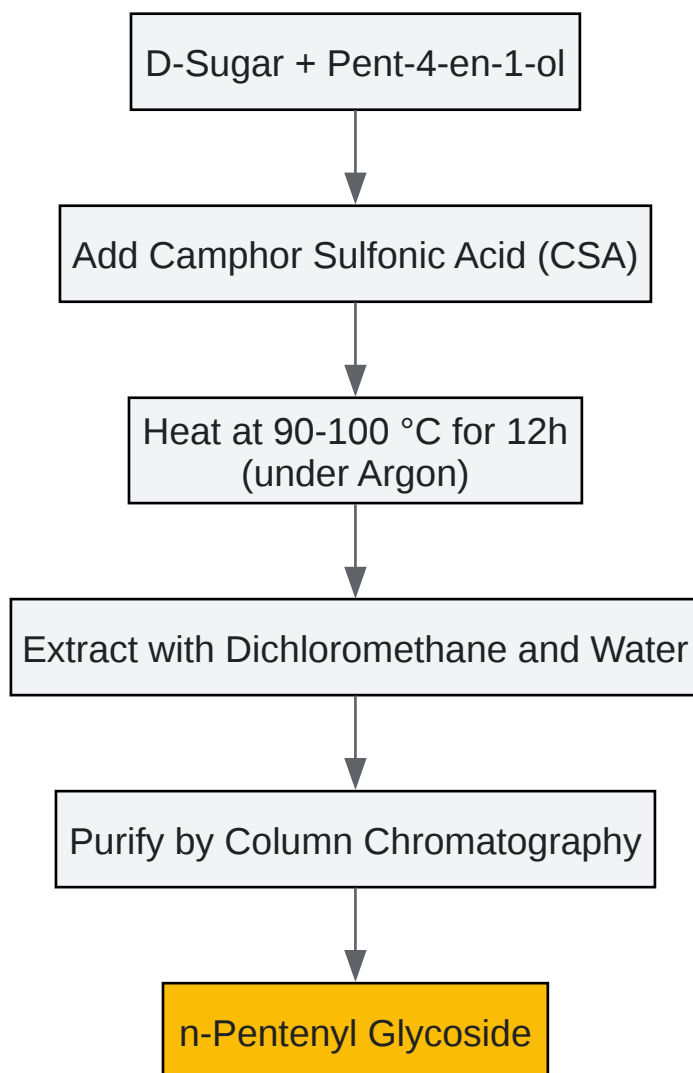 D-Sugar + Pent-4-en-1-ol
Add Camphor Sulfonic Acid (CSA)
Heat at 90-100 °C for 12h
(under Argon)
Extract with Dichloromethane and Water
Purify by Column Chromatography
n-Pentenyl Glycoside